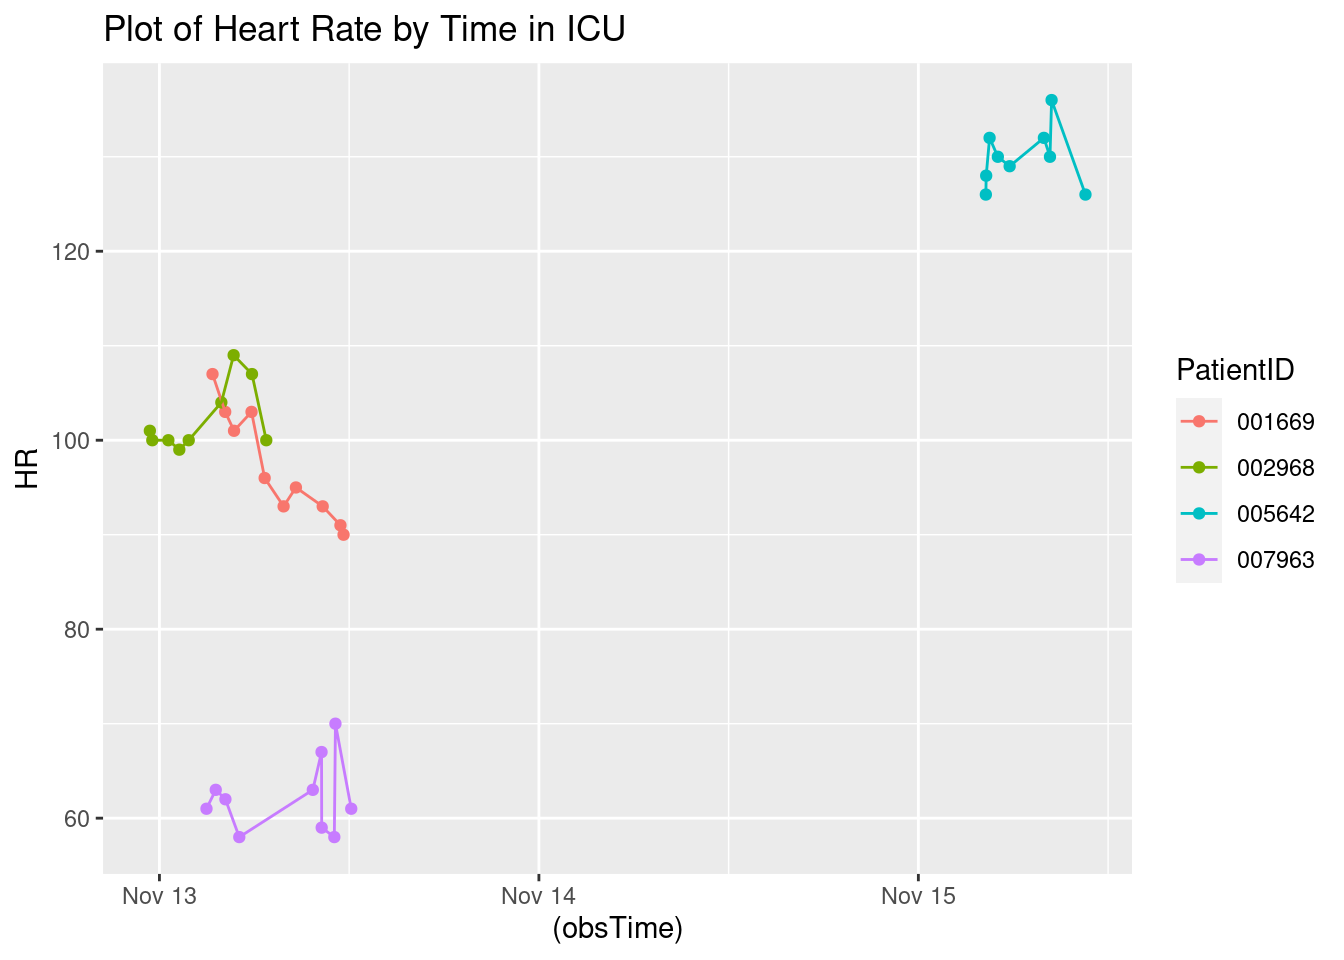 Plot of Heart Rate by Time in ICU
HR
120
100
80
60
Nov 13
Nov 14
Nov 15
(obsTime)
PatientID
001669
002968
005642
007963